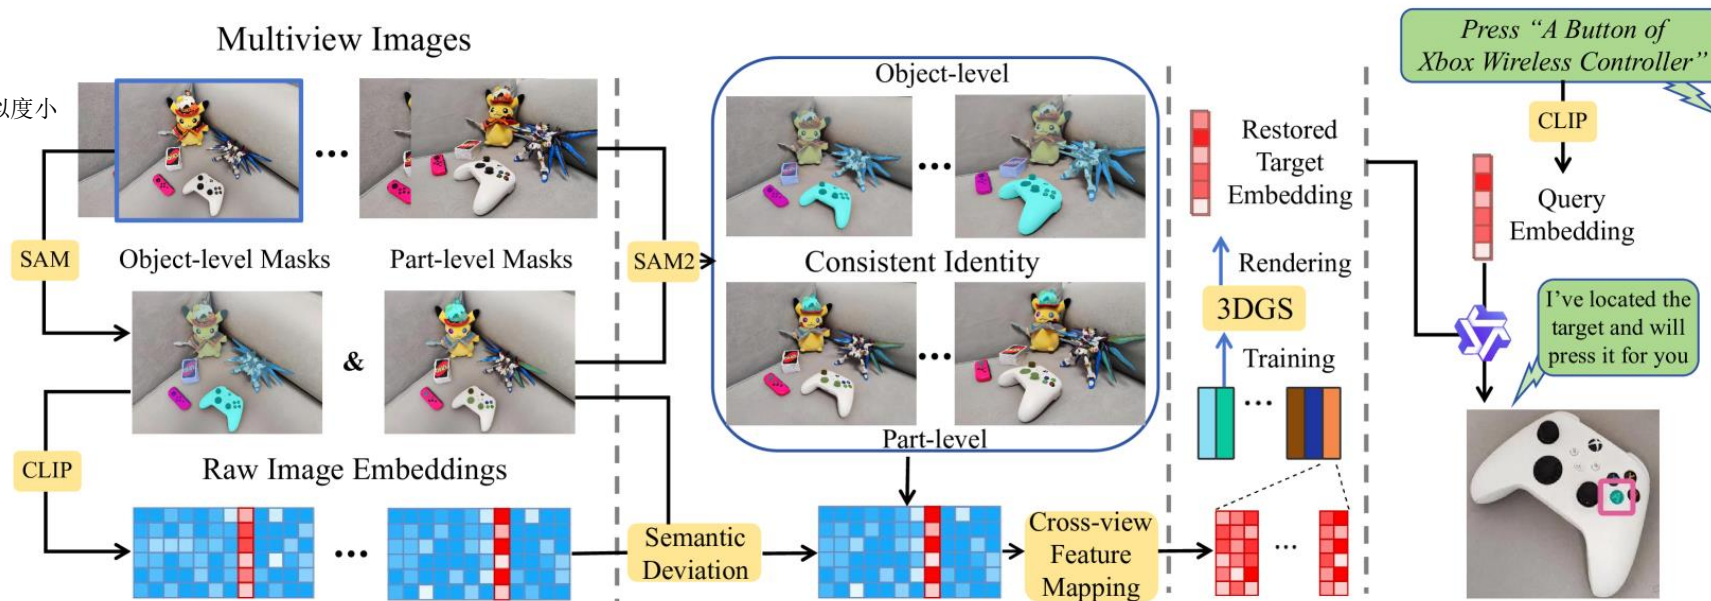 Multiview Images
似度小
SAM
Object-level Masks
Part-level Masks
&
CLIP
Raw Image Embeddings
SAM2
Semantic
Deviation
Object-level
Consistent Identity
Part-level
Cross-view
Feature
Mapping
Restored
Target
Embedding
Rendering
3DGS
Training
Press “A Button of
Xbox Wireless Controller”
CLIP
Query
Embedding
I’ve located the
target and will
press it for you